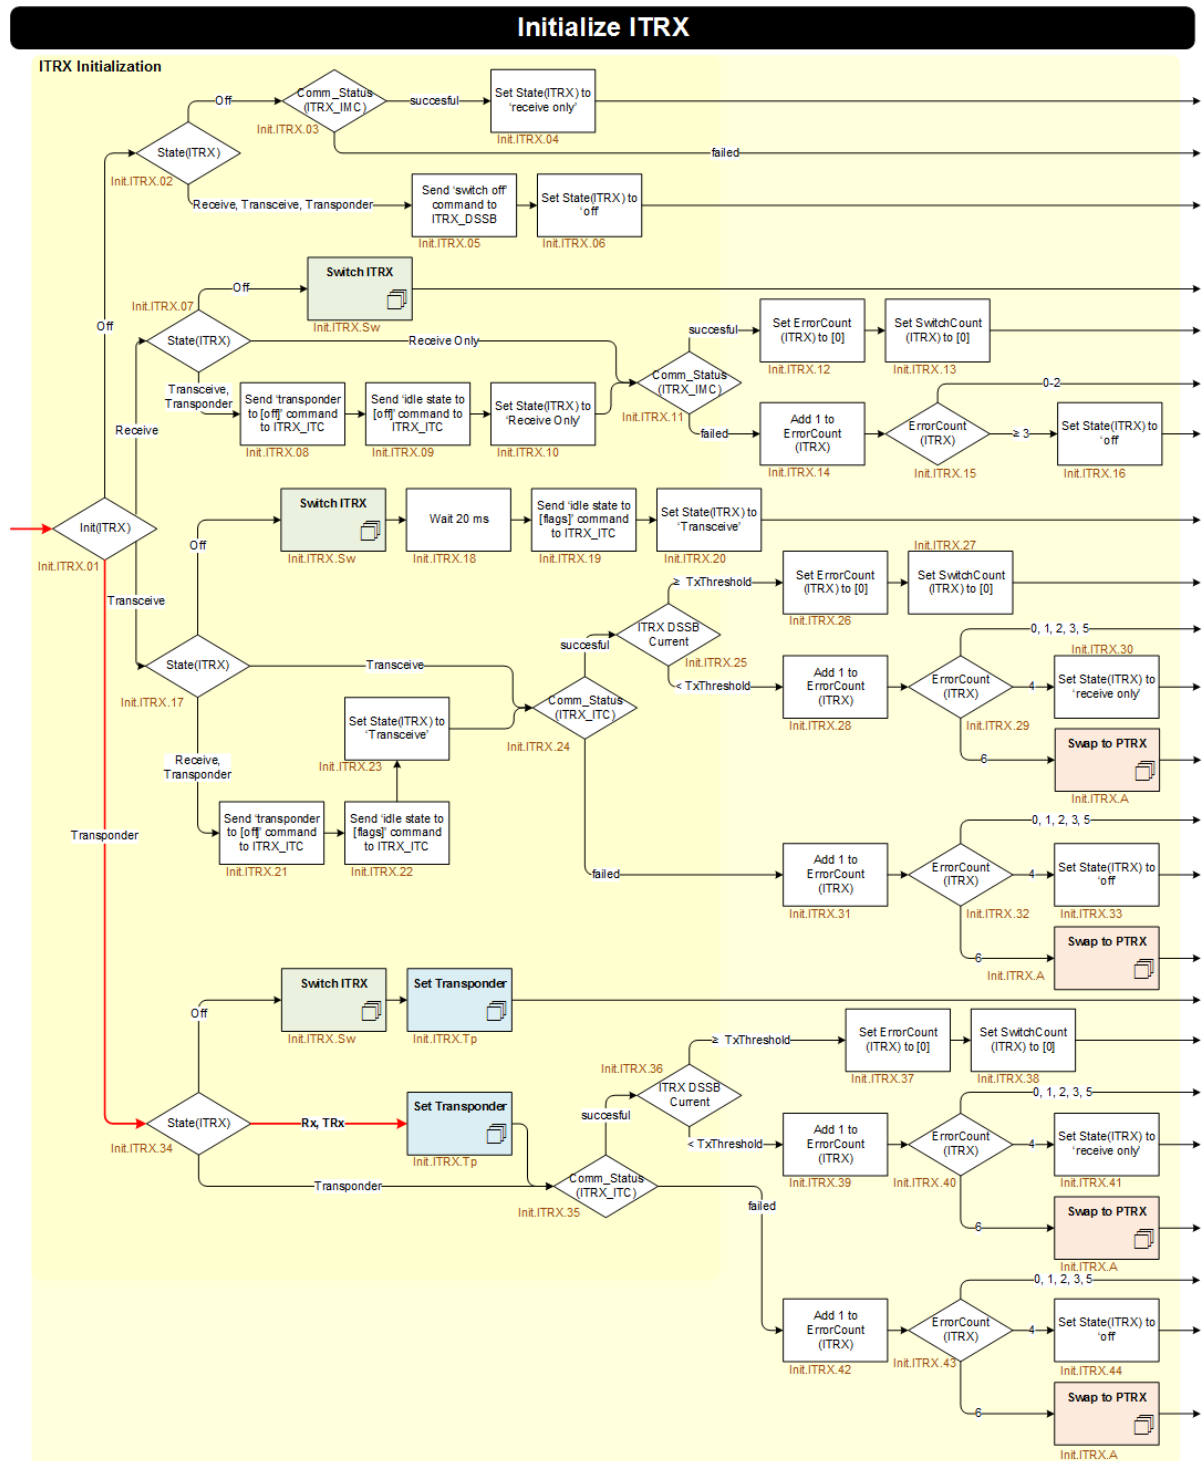 Initialize ITRX
ITRX Initialization
Off
Comm_Status
(ITRX_IMC)
Init.ITRX.03
succesful
Set State(ITRX) to
‘receive only’
Init.ITRX.04
failed
State(ITRX)
Init.ITRX.02
Receive, Transceive, Transponder
Send ‘switch off’
command to
ITRX_DSSB
Init.ITRX.05
Set State(ITRX) to
‘off’
Init.ITRX.06
Off
Switch ITRX
Init.ITRX.Sw
Off
Init.ITRX.07
State(ITRX)
Receive Only
Transceive,
Transponder
Receive
Send ‘transponder
to [off]’ command
to ITRX_ITC
Init.ITRX.08
Send ‘idle state to
[off]’ command to
ITRX_ITC
Init.ITRX.09
Set State(ITRX) to
‘Receive Only’
Init.ITRX.10
Comm_Status
(ITRX_IMC)
Init.ITRX.11
succesful
Set ErrorCount
(ITRX) to [0]
Init.ITRX.12
Set SwitchCount
(ITRX) to [0]
Init.ITRX.13
failed
Add 1 to
ErrorCount
(ITRX)
Init.ITRX.14
ErrorCount
(ITRX)
Init.ITRX.15
0-2
≥ 3
Set State(ITRX) to
‘off’
Init.ITRX.16
Init(ITRX)
Init.ITRX.01
Transceive
Off
Switch ITRX
Init.ITRX.Sw
Wait 20 ms
Init.ITRX.18
Send ‘idle state to
[flags]’ command
to ITRX_ITC
Init.ITRX.19
Set State(ITRX) to
‘Transceive’
Init.ITRX.20
State(ITRX)
Init.ITRX.17
Transceive
Receive,
Transponder
Send ‘transponder
to [off]’ command
to ITRX_ITC
Init.ITRX.21
Send ‘idle state to
[flags]’ command
to ITRX_ITC
Init.ITRX.22
Set State(ITRX) to
‘Transceive’
Init.ITRX.23
Comm_Status
(ITRX_ITC)
Init.ITRX.24
succesful
ITRX DSSB
Current
Init.ITRX.25
≥ TxThreshold
Set ErrorCount
(ITRX) to [0]
Init.ITRX.26
Init.ITRX.27
Set SwitchCount
(ITRX) to [0]
< TxThreshold
Add 1 to
ErrorCount
(ITRX)
Init.ITRX.28
ErrorCount
(ITRX)
Init.ITRX.29
0, 1, 2, 3, 5
Init.ITRX.30
4
Set State(ITRX) to
‘receive only’
6
Swap to PTRX
Init.ITRX.A
failed
Add 1 to
ErrorCount
(ITRX)
Init.ITRX.31
ErrorCount
(ITRX)
Init.ITRX.32
0, 1, 2, 3, 5
4
Set State(ITRX) to
‘off’
Init.ITRX.33
6
Swap to PTRX
Init.ITRX.A
Transponder
Off
Switch ITRX
Init.ITRX.Sw
Set Transponder
Init.ITRX.Tp
State(ITRX)
Init.ITRX.34
Rx, TRx
Set Transponder
Init.ITRX.Tp
Transponder
Comm_Status
(ITRX_ITC)
Init.ITRX.35
succesful
Init.ITRX.36
ITRX DSSB
Current
≥ TxThreshold
Set ErrorCount
(ITRX) to [0]
Init.ITRX.37
Set SwitchCount
(ITRX) to [0]
Init.ITRX.38
< TxThreshold
Add 1 to
ErrorCount
(ITRX)
Init.ITRX.39
ErrorCount
(ITRX)
Init.ITRX.40
0, 1, 2, 3, 5
4
Set State(ITRX) to
‘receive only’
Init.ITRX.41
6
Swap to PTRX
Init.ITRX.A
failed
Add 1 to
ErrorCount
(ITRX)
Init.ITRX.42
ErrorCount
(ITRX)
Init.ITRX.43
0, 1, 2, 3, 5
4
Set State(ITRX) to
‘off’
Init.ITRX.44
6
Swap to PTRX
Init.ITRX.A